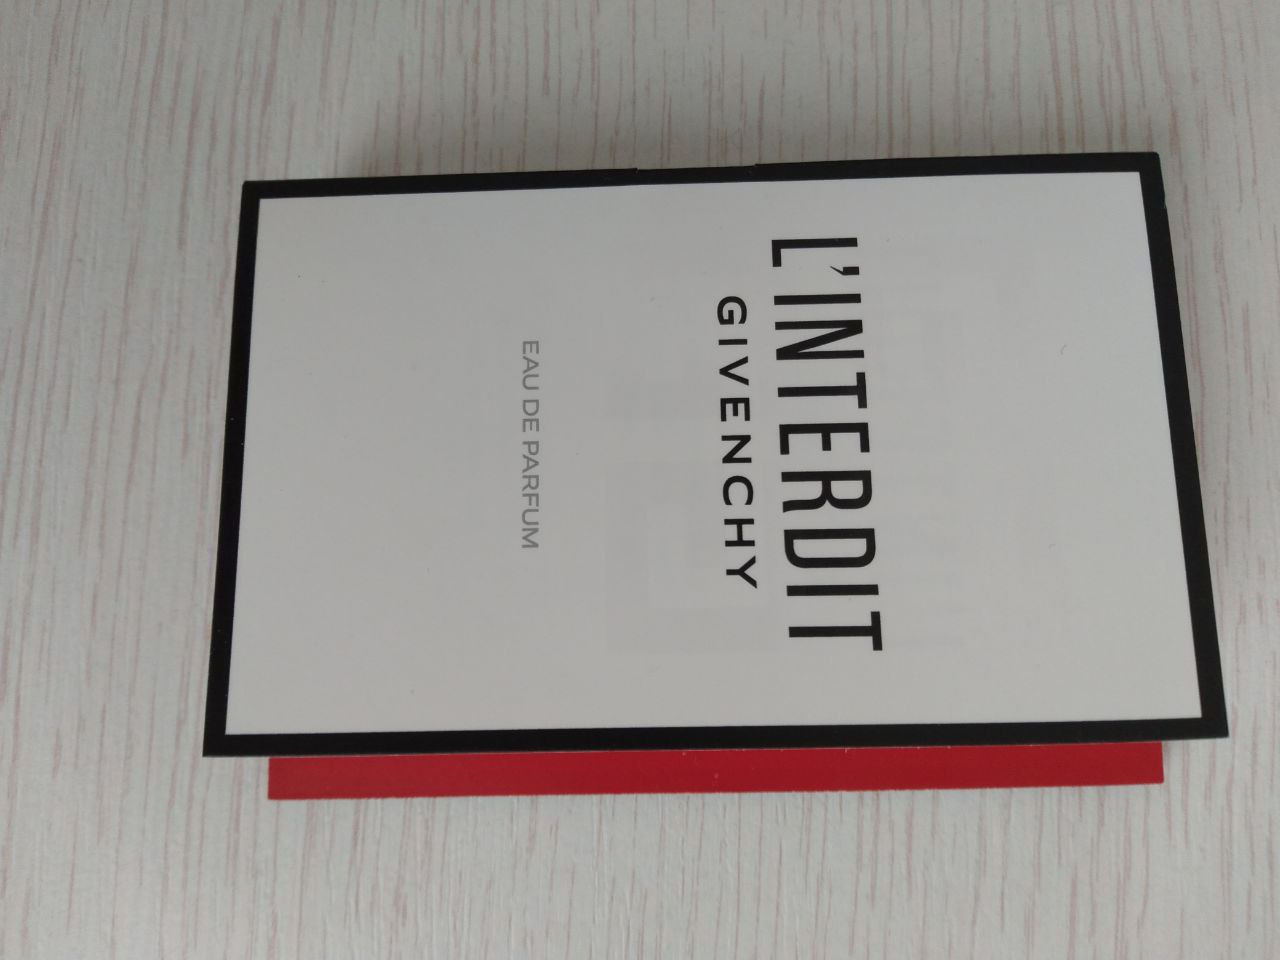 L'INTERDIT
GIVENCHY
EAU DE PARFUM